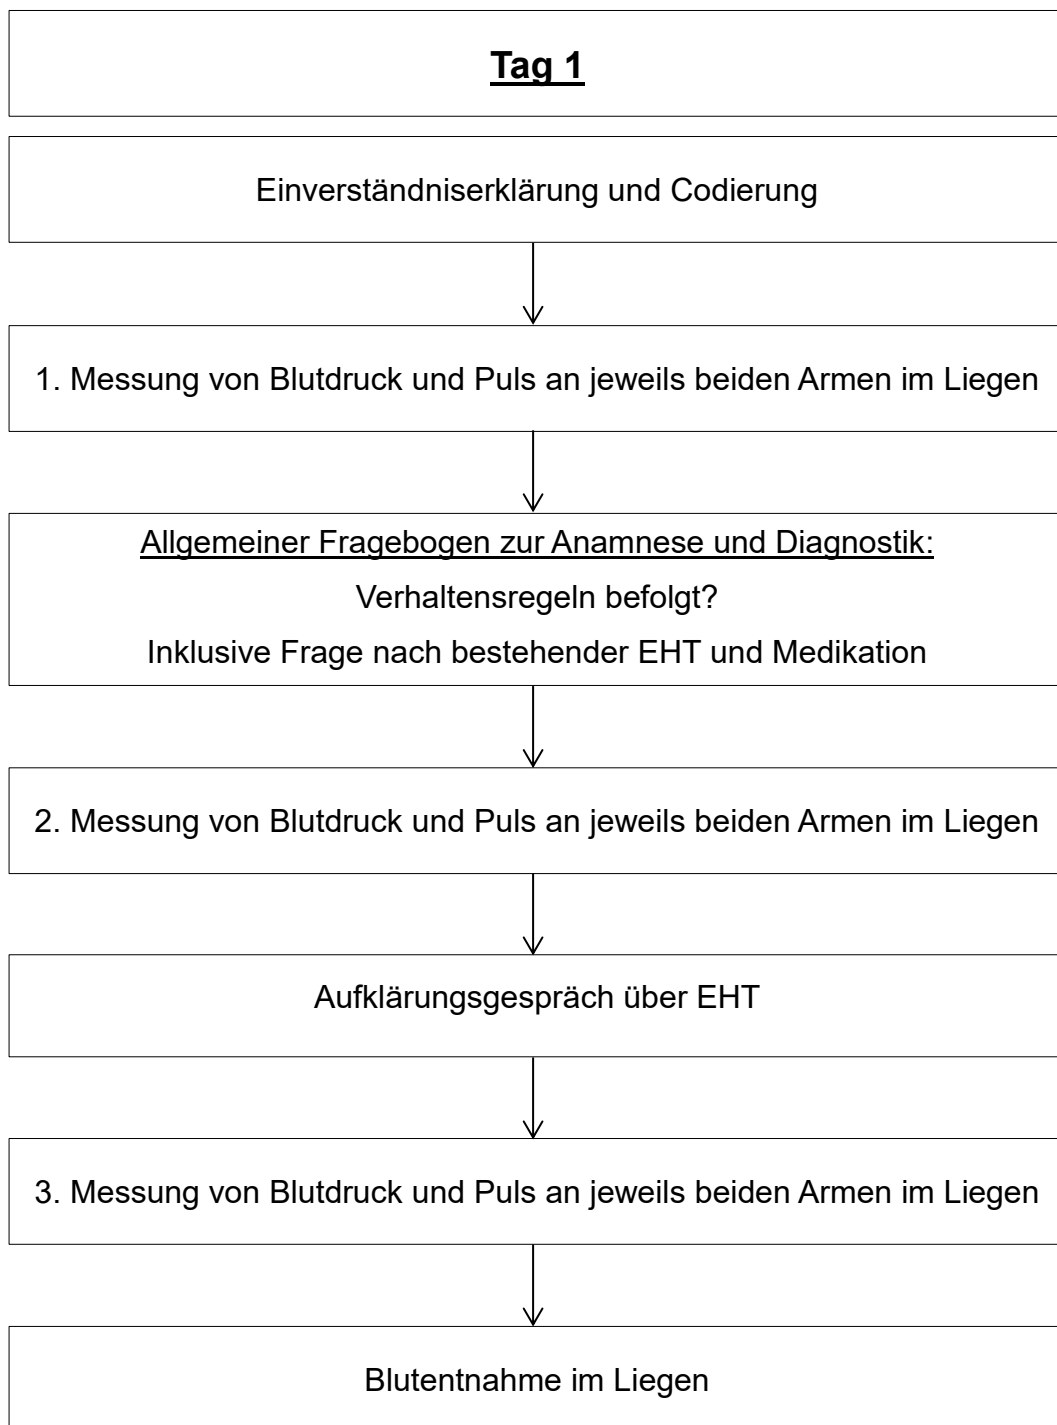 Tag 1
Einverständniserklärung und Codierung
1. Messung von Blutdruck und Puls an jeweils beiden Armen im Liegen
Allgemeiner Fragebogen zur Anamnese und Diagnostik:
Verhaltensregeln befolgt?
Inklusive Frage nach bestehender EHT und Medikation
2. Messung von Blutdruck und Puls an jeweils beiden Armen im Liegen
Aufklärungsgespräch über EHT
3. Messung von Blutdruck und Puls an jeweils beiden Armen im Liegen
Blutentnahme im Liegen